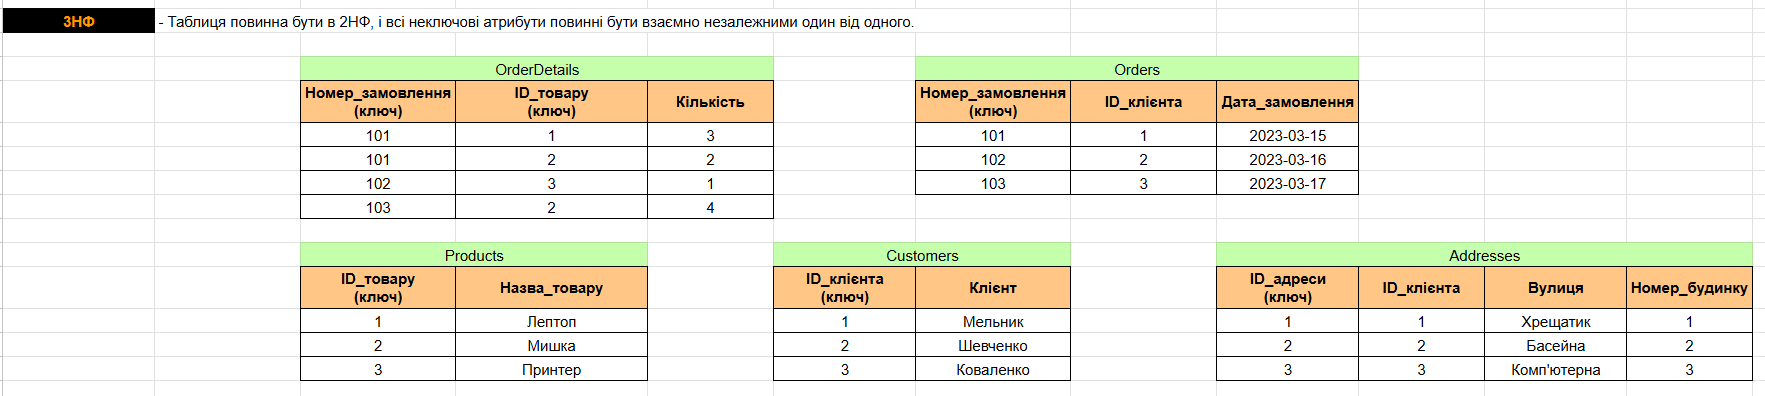 3НФ - Таблиця повинна бути в 2НФ, і всі неключові атрибути повинні бути взаємно незалежними один від одного.
OrderDetails
Номер_замовлення (ключ) ID_товару (ключ) Кількість
101 1 3
101 2 2
102 3 1
103 2 4
Orders
Номер_замовлення (ключ) ID_клієнта Дата_замовлення
101 1 2023-03-15
102 2 2023-03-16
103 3 2023-03-17
Products
ID_товару (ключ) Назва_товару
1 Лептоп
2 Мишка
3 Принтер
Customers
ID_клієнта (ключ) Клієнт
1 Мельник
2 Шевченко
3 Коваленко
Addresses
ID_адреси (ключ) ID_клієнта Вулиця Номер_будинку
1 1 Хрещатик 1
2 2 Басейна 2
3 3 Комп'ютерна 3